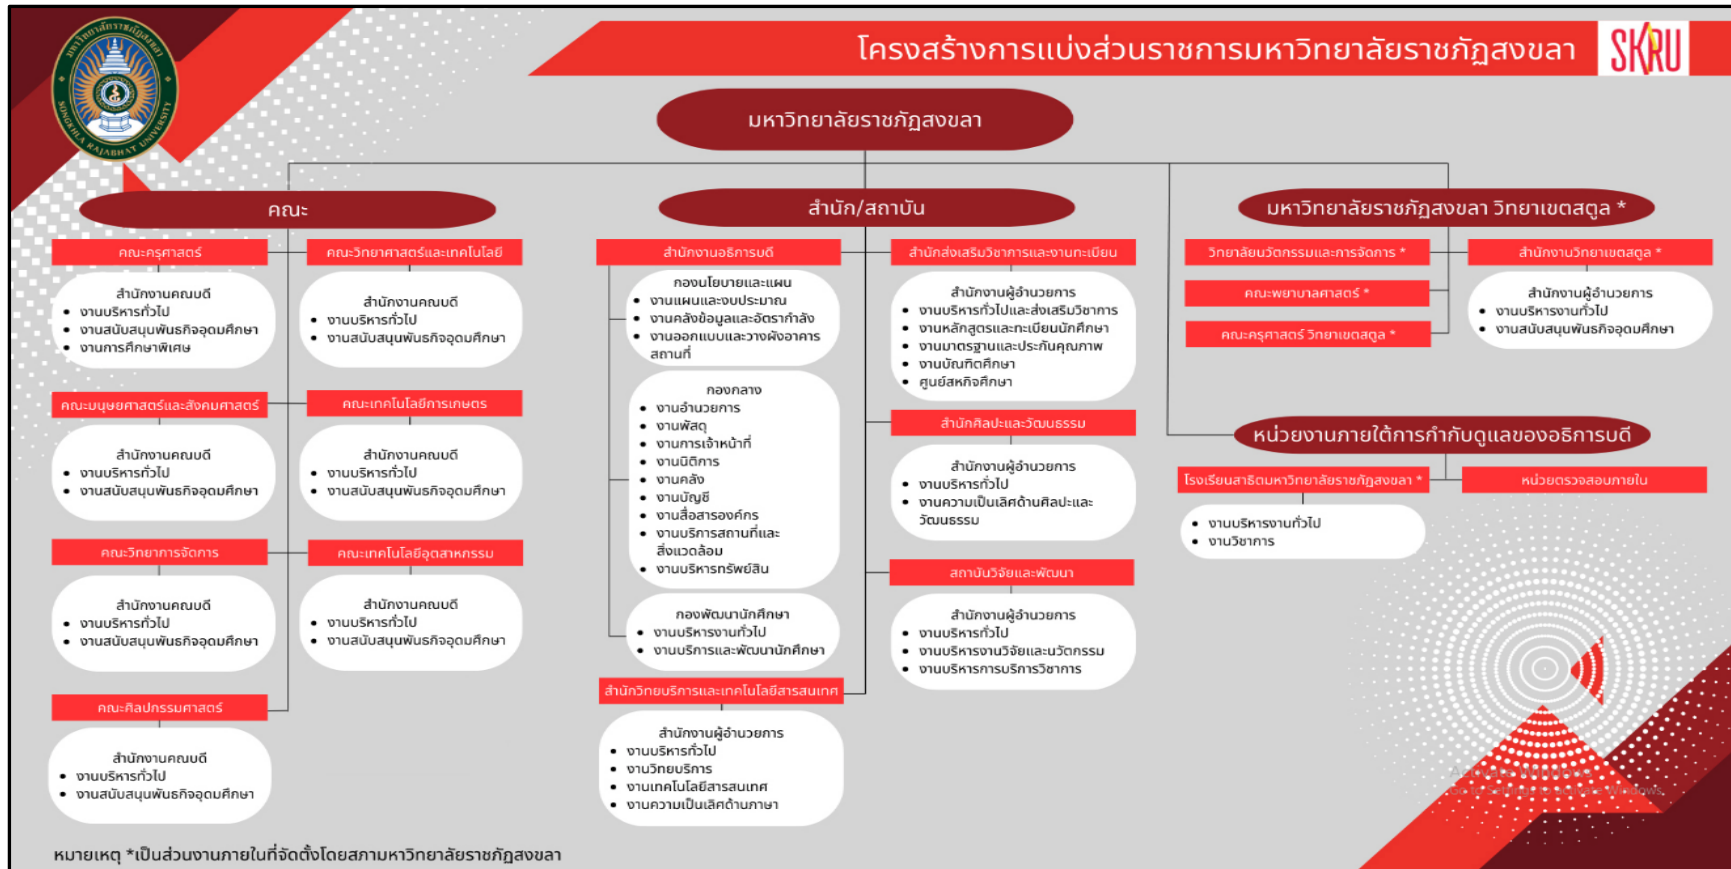 โครงสร้างการแบ่งส่วนราชการมหาวิทยาลัยราชภัฏสงขลา
SKRU
มหาวิทยาลัยราชภัฏสงขลา
SONGKHLA RAJABHAT UNIVERSITY
มหาวิทยาลัยราชภัฏสงขลา
คณะ
คณะครุศาสตร์
สำนักงานคณบดี
• งานบริหารทั่วไป
• งานสนับสนุนพันธกิจอุดมศึกษา
• งานการศึกษาพิเศษ
คณะวิทยาศาสตร์และเทคโนโลยี
สำนักงานคณบดี
• งานบริหารทั่วไป
• งานสนับสนุนพันธกิจอุดมศึกษา
คณะมนุษยศาสตร์และสังคมศาสตร์
สำนักงานคณบดี
• งานบริหารทั่วไป
• งานสนับสนุนพันธกิจอุดมศึกษา
คณะเทคโนโลยีการเกษตร
สำนักงานคณบดี
• งานบริหารทั่วไป
• งานสนับสนุนพันธกิจอุดมศึกษา
คณะวิทยาการจัดการ
สำนักงานคณบดี
• งานบริหารทั่วไป
• งานสนับสนุนพันธกิจอุดมศึกษา
คณะเทคโนโลยีอุตสาหกรรม
สำนักงานคณบดี
• งานบริหารทั่วไป
• งานสนับสนุนพันธกิจอุดมศึกษา
คณะศิลปกรรมศาสตร์
สำนักงานคณบดี
• งานบริหารทั่วไป
• งานสนับสนุนพันธกิจอุดมศึกษา
สำนัก/สถาบัน
สำนักงานอธิการบดี
กองนโยบายและแผน
• งานแผนและงบประมาณ
• งานคลังข้อมูลและอัตรากำลัง
• งานออกแบบและวางผังอาคาร
สถานที่
กองกลาง
• งานอำนวยการ
• งานพัสดุ
• งานการเจ้าหน้าที่
• งานนิติการ
• งานคลัง
• งานบัญชี
• งานสื่อสารองค์กร
• งานบริการสถานที่และ
สิ่งแวดล้อม
• งานบริหารทรัพย์สิน
กองพัฒนานักศึกษา
• งานบริหารงานทั่วไป
• งานบริการและพัฒนานักศึกษา
สำนักวิทยบริการและเทคโนโลยีสารสนเทศ
สำนักงานผู้อำนวยการ
• งานบริหารทั่วไป
• งานวิทยบริการ
• งานเทคโนโลยีสารสนเทศ
• งานความเป็นเลิศด้านภาษา
สำนักส่งเสริมวิชาการและงานทะเบียน
สำนักงานผู้อำนวยการ
• งานบริหารทั่วไปและส่งเสริมวิชาการ
• งานหลักสูตรและทะเบียนนักศึกษา
• งานมาตรฐานและประกันคุณภาพ
• งานบัณฑิตศึกษา
• ศูนย์สหกิจศึกษา
สำนักศิลปะและวัฒนธรรม
สำนักงานผู้อำนวยการ
• งานบริหารทั่วไป
• งานความเป็นเลิศด้านศิลปะและ
วัฒนธรรม
สถาบันวิจัยและพัฒนา
สำนักงานผู้อำนวยการ
• งานบริหารทั่วไป
• งานบริหารงานวิจัยและนวัตกรรม
• งานบริหารการบริการวิชาการ
มหาวิทยาลัยราชภัฏสงขลา วิทยาเขตสตูล *
วิทยาลัยนวัตกรรมและการจัดการ *
คณะพยาบาลศาสตร์ *
คณะครุศาสตร์ วิทยาเขตสตูล *
สำนักงานวิทยาเขตสตูล *
สำนักงานผู้อำนวยการ
• งานบริหารงานทั่วไป
• งานสนับสนุนพันธกิจอุดมศึกษา
หน่วยงานภายใต้การกำกับดูแลของอธิการบดี
โรงเรียนสาธิตมหาวิทยาลัยราชภัฏสงขลา *
• งานบริหารงานทั่วไป
• งานวิชาการ
หน่วยตรวจสอบภายใน
Activate Windows
Go to Settings to activate Windows.
หมายเหตุ *เป็นส่วนงานภายในที่จัดตั้งโดยสภามหาวิทยาลัยราชภัฏสงขลา